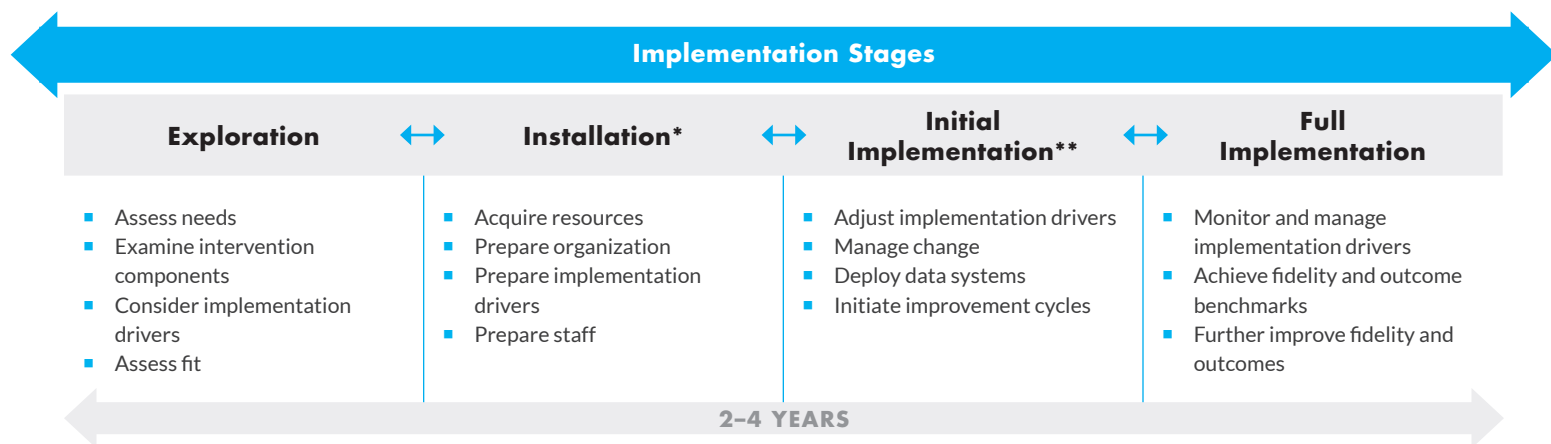 Implementation Stages
Exploration
Installation*
Initial
Implementation**
Full
Implementation
▪ Assess needs
▪ Examine intervention
components
▪ Consider implementation
drivers
▪ Assess fit
▪ Acquire resources
▪ Prepare organization
▪ Prepare implementation
drivers
▪ Prepare staff
▪ Adjust implementation drivers
▪ Manage change
▪ Deploy data systems
▪ Initiate improvement cycles
▪ Monitor and manage
implementation drivers
▪ Achieve fidelity and outcome
benchmarks
▪ Further improve fidelity and
outcomes
2–4 YEARS